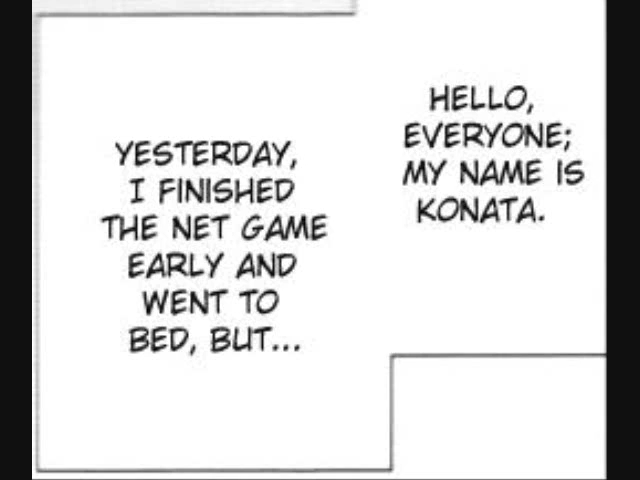 HELLO,
EVERYONE;
MY NAME IS
KONATA.
YESTERDAY,
I FINISHED
THE NET GAME
EARLY AND
WENT TO
BED, BUT...